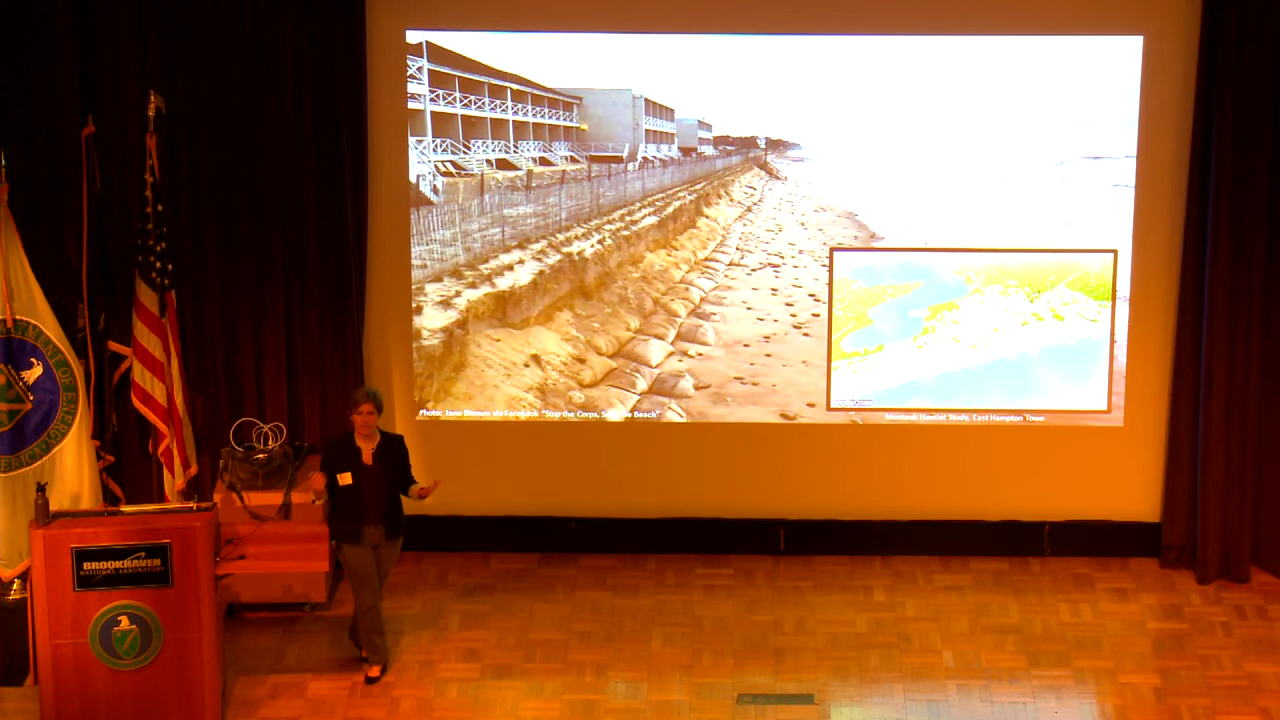 Photo: Jane Bimson via Facebook "Stop the Corps, Save the Beach"
Montauk Hamlet Study, East Hampton Town
BROOKHAVEN
NATIONAL LABORATORY